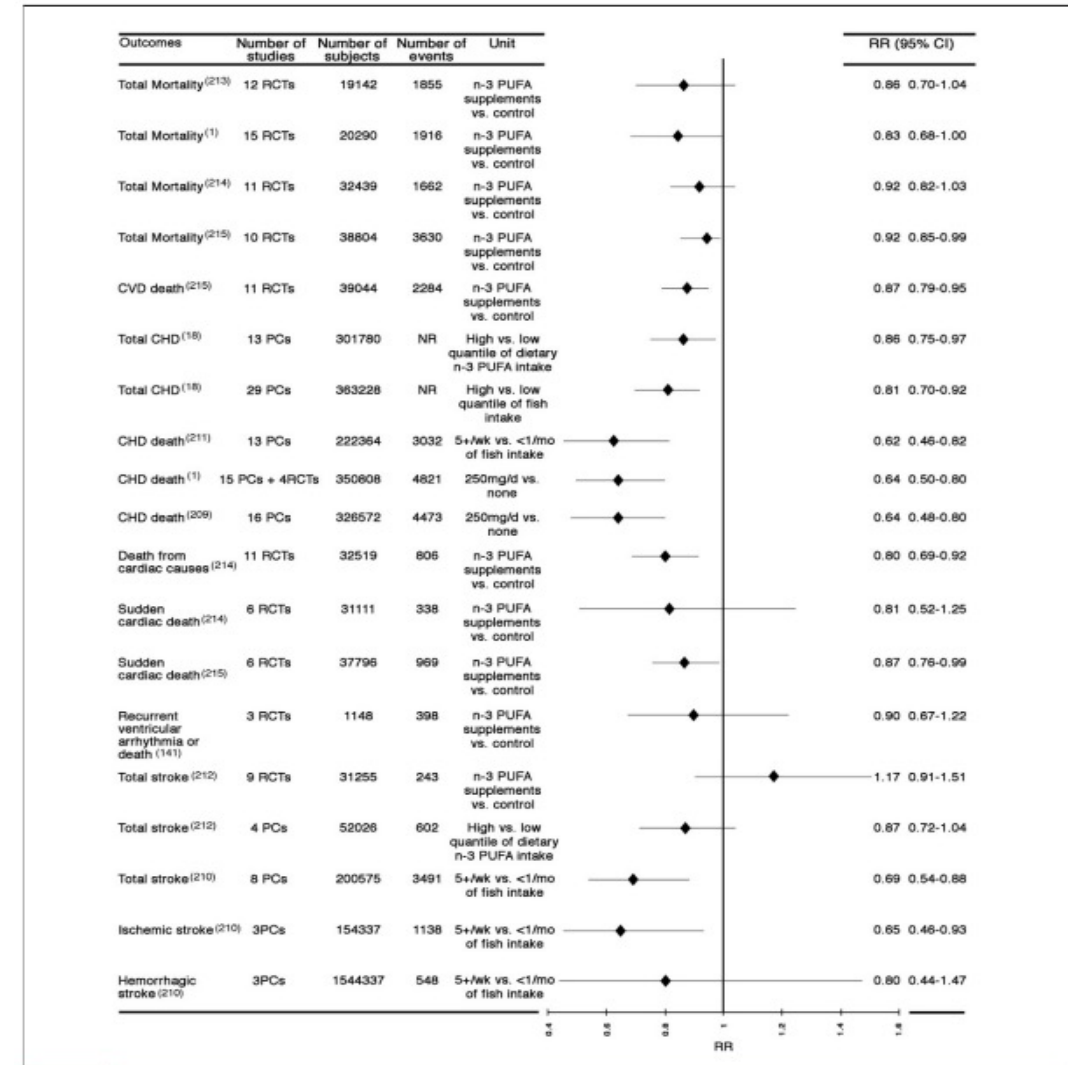 Outcomes Number of studies Number of subjects Number of events Unit RR (95% CI)
Total Mortality (213) 12 RCTs 19142 1855 n-3 PUFA supplements vs. control 0.86 0.70-1.04
Total Mortality (1) 15 RCTs 20290 1916 n-3 PUFA supplements vs. control 0.83 0.68-1.00
Total Mortality (214) 11 RCTs 32439 1662 n-3 PUFA supplements vs. control 0.92 0.82-1.03
Total Mortality (215) 10 RCTs 38804 3630 n-3 PUFA supplements vs. control 0.92 0.85-0.99
CVD death (215) 11 RCTs 39044 2284 n-3 PUFA supplements vs. control 0.87 0.79-0.95
Total CHD (18) 13 PCs 301780 NR High vs. low quantile of dietary n-3 PUFA intake 0.86 0.75-0.97
Total CHD (18) 29 PCs 363228 NR High vs. low quantile of fish intake 0.81 0.70-0.92
CHD death (211) 13 PCs 222364 3032 5+/wk vs. <1/mo of fish intake 0.62 0.46-0.82
CHD death (1) 15 PCs + 4RCTs 350808 4821 250mg/d vs. none 0.64 0.50-0.80
CHD death (209) 16 PCs 326572 4473 250mg/d vs. none 0.64 0.48-0.80
Death from cardiac causes (214) 11 RCTs 32519 806 n-3 PUFA supplements vs. control 0.80 0.69-0.92
Sudden cardiac death (214) 6 RCTs 31111 338 n-3 PUFA supplements vs. control 0.81 0.52-1.25
Sudden cardiac death (215) 6 RCTs 37796 969 n-3 PUFA supplements vs. control 0.87 0.76-0.99
Recurrent ventricular arrhythmia or death (141) 3 RCTs 1148 398 n-3 PUFA supplements vs. control 0.90 0.67-1.22
Total stroke (212) 9 RCTs 31255 243 n-3 PUFA supplements vs. control 1.17 0.91-1.51
Total stroke (212) 4 PCs 52026 602 High vs. low quantile of dietary n-3 PUFA intake 0.87 0.72-1.04
Total stroke (210) 8 PCs 200575 3491 5+/wk vs. <1/mo of fish intake 0.69 0.54-0.88
Ischemic stroke (210) 3PCs 154337 1138 5+/wk vs. <1/mo of fish intake 0.65 0.46-0.93
Hemorrhagic stroke (210) 3PCs 1544337 548 5+/wk vs. <1/mo of fish intake 0.80 0.44-1.47
0.4 0.6 0.8 1 1.2 1.4 1.6
RR